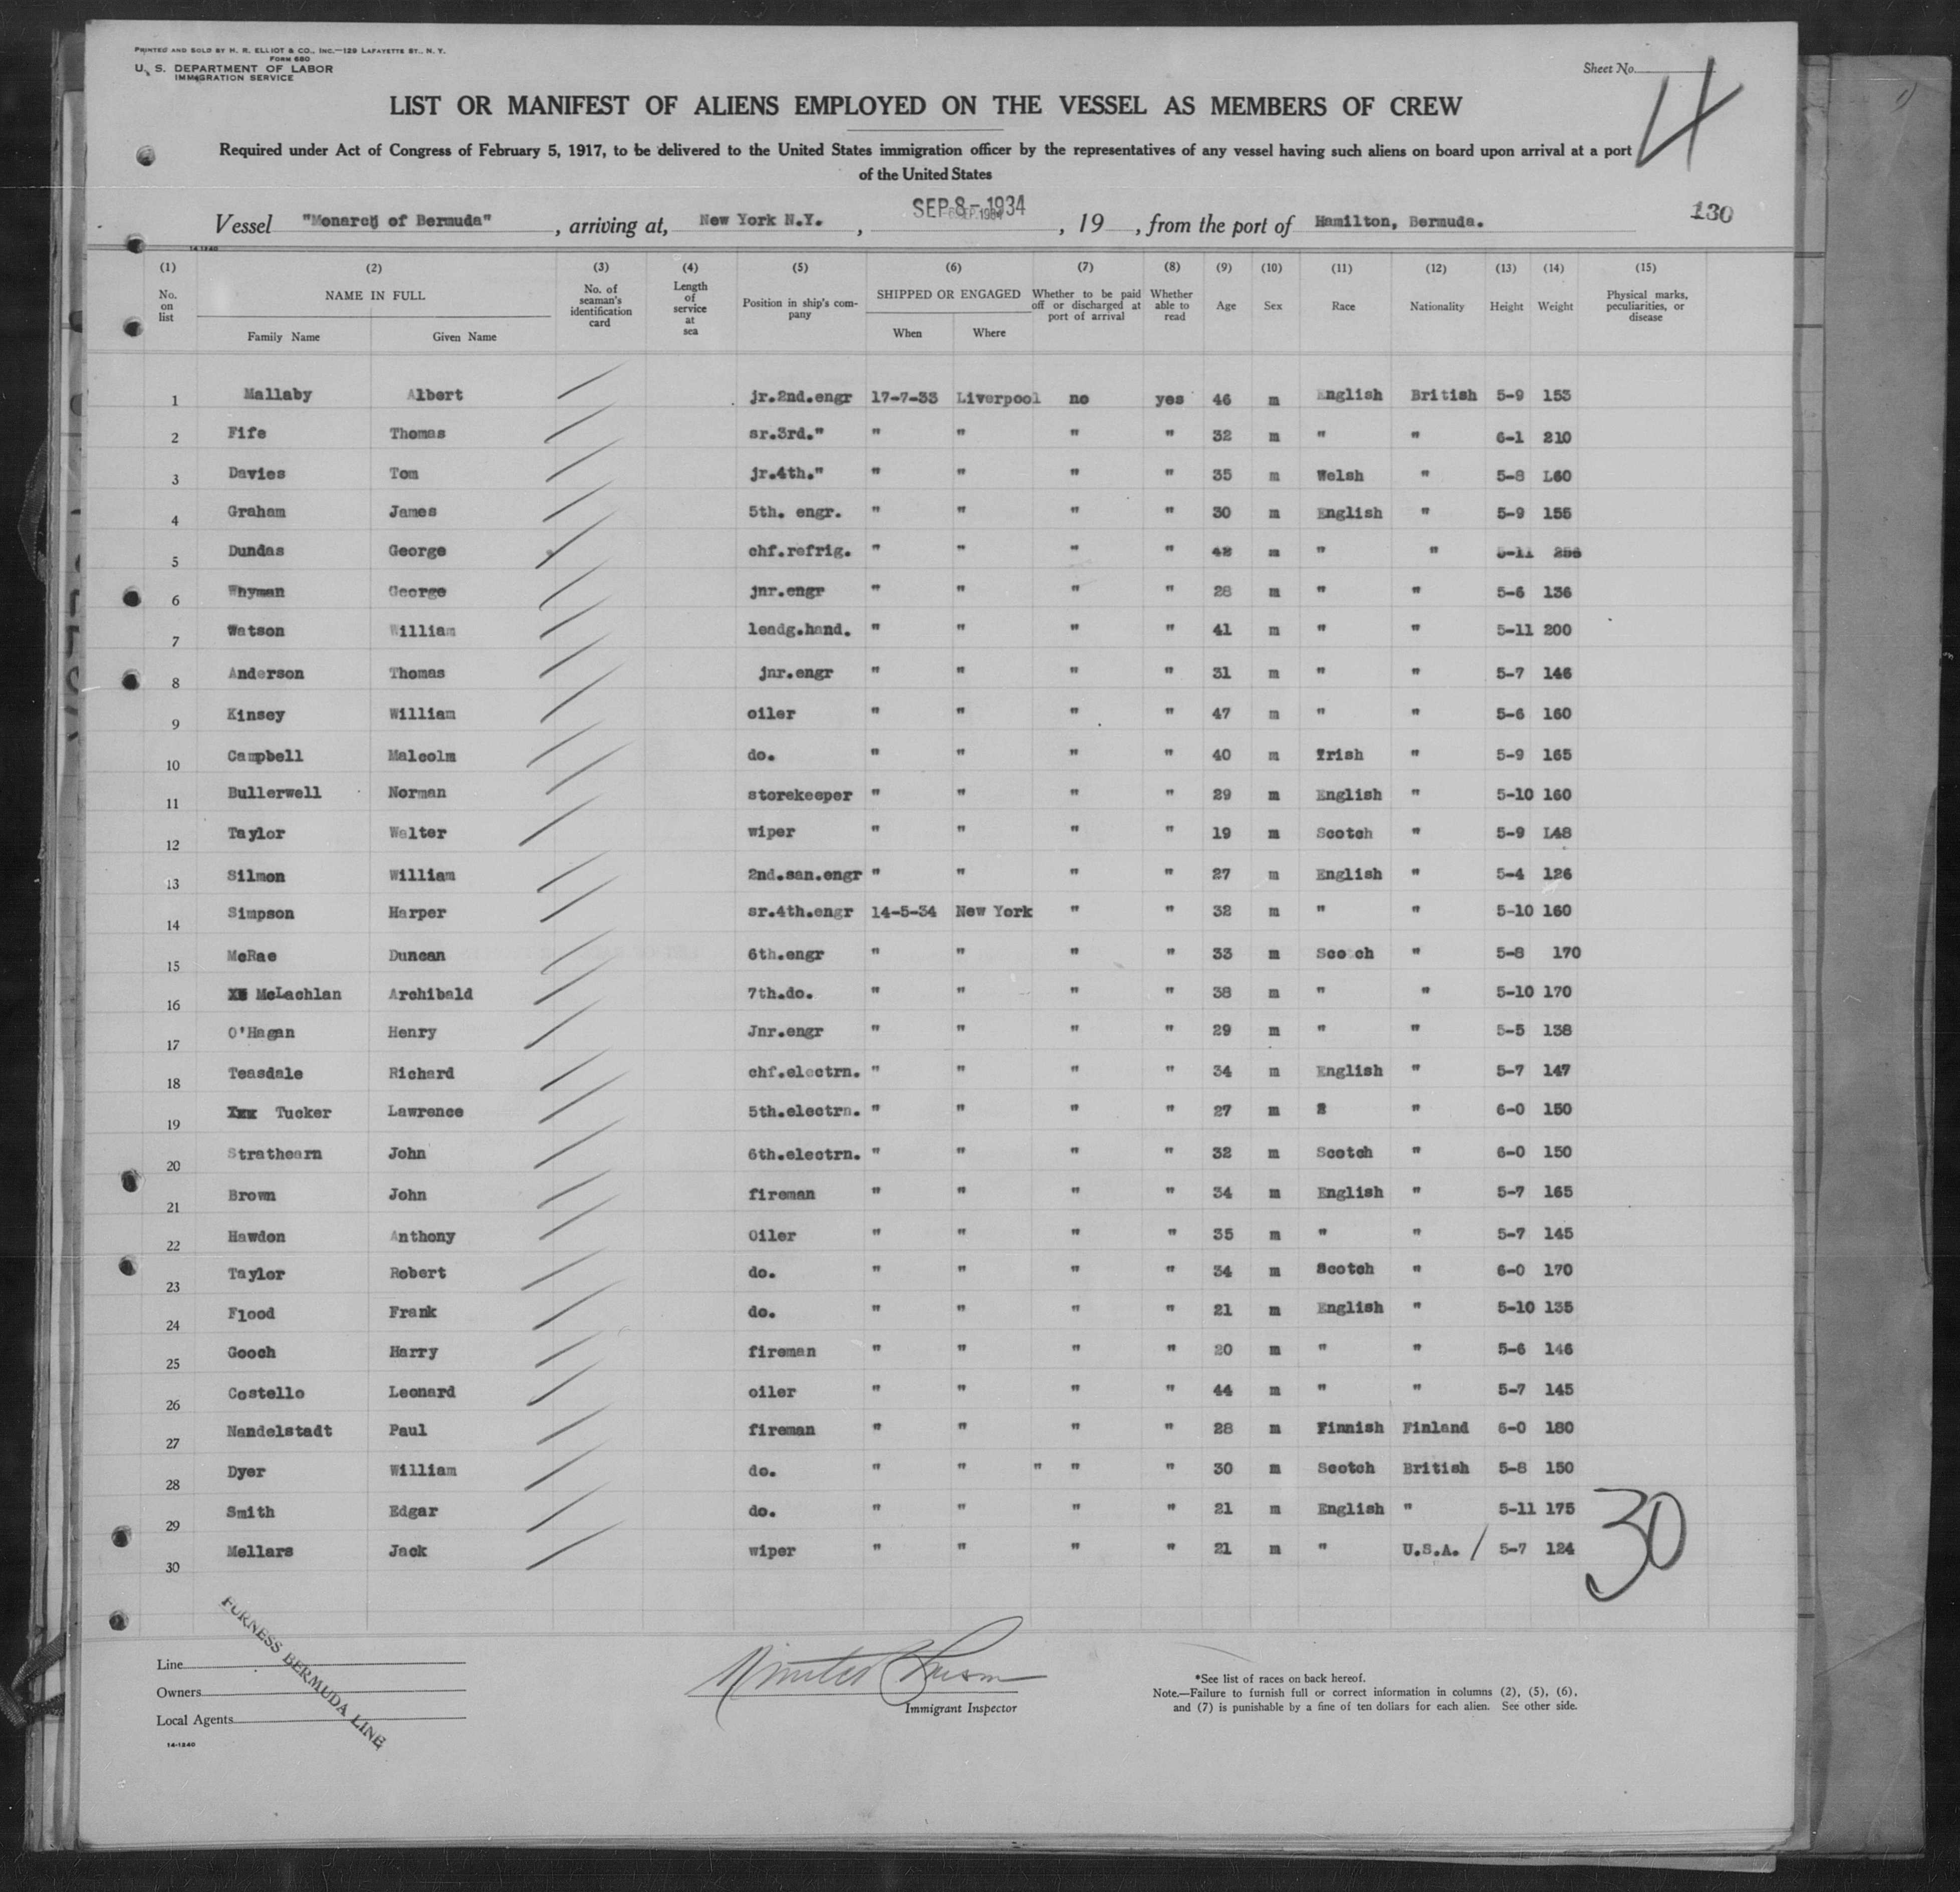 PRINTED AND SOLD BY H. R. ELLIOT & CO., INC.—129 LAFAYETTE ST., N. Y.
FORM 680
U. S. DEPARTMENT OF LABOR
IMMIGRATION SERVICE
Sheet No. 4
LIST OR MANIFEST OF ALIENS EMPLOYED ON THE VESSEL AS MEMBERS OF CREW
Required under Act of Congress of February 5, 1917, to be delivered to the United States immigration officer by the representatives of any vessel having such aliens on board upon arrival at a port
of the United States
Vessel "Monarch of Bermuda", arriving at, New York N.Y., SEP 8 - 1934, 19 , from the port of Hamilton, Bermuda. 130
14-1240
(1) (2) (3) (4) (5) (6) (7) (8) (9) (10) (11) (12) (13) (14) (15)
No. on list NAME IN FULL Family Name Given Name No. of seaman's identification card Length of service at sea Position in ship's company SHIPPED OR ENGAGED When Where Whether to be paid off or discharged at port of arrival Whether able to read Age Sex Race Nationality Height Weight Physical marks, peculiarities, or disease
1 Mallaby Albert jr.2nd.engr 17-7-33 Liverpool no yes 46 m English British 5-9 153
2 Fife Thomas sr.3rd." " " " " 32 m " " 6-1 210
3 Davies Tom jr.4th." " " " " 35 m Welsh " 5-8 L60
4 Graham James 5th. engr. " " " " 30 m English " 5-9 155
5 Dundas George chf.refrig. " " " " 42 m " " 5-11
6 Whyman George jnr.engr " " " " 28 m " " 5-6 136
7 Watson William leadg.hand. " " " " 41 m " " 5-11 200
8 Anderson Thomas jnr.engr " " " " 31 m " " 5-7 146
9 Kinsey William oiler " " " " 47 m " " 5-6 160
10 Campbell Malcolm do. " " " " 40 m Irish " 5-9 165
11 Bullerwell Norman storekeeper " " " " 29 m English " 5-10 160
12 Taylor Walter wiper " " " " 19 m Scotch " 5-9 L48
13 Silmon William 2nd.san.engr " " " " 27 m English " 5-4 126
14 Simpson Harper sr.4th.engr 14-5-34 New York " " 32 m " " 5-10 160
15 McRae Duncan 6th.engr " " " " 33 m Scotch " 5-8 170
16 McLachlan Archibald 7th.do. " " " " 38 m " " 5-10 170
17 O'Hagan Henry Jnr.engr " " " " 29 m " " 5-5 138
18 Teasdale Richard chf.electrn. " " " " 34 m English " 5-7 147
19 Txx Tucker Lawrence 5th.electrn. " " " " 27 m 2 " 6-0 150
20 Strathearn John 6th.electrn. " " " " 32 m Scotch " 6-0 150
21 Brown John fireman " " " " 34 m English " 5-7 165
22 Hawdon Anthony Oiler " " " " 35 m " " 5-7 145
23 Taylor Robert do. " " " " 34 m Scotch " 6-0 170
24 Flood Frank do. " " " " 21 m English " 5-10 135
25 Gooch Harry fireman " " " " 20 m " " 5-6 146
26 Costello Leonard oiler " " " " 44 m " " 5-7 145
27 Nandelstadt Paul fireman " " " " 28 m Finnish Finland 6-0 180
28 Dyer William do. " " " " " 30 m Scotch British 5-8 150
29 Smith Edgar do. " " " " 21 m English " 5-11 175
30 Mellars Jack wiper " " " " 21 m " U.S.A. / 5-7 124
30
FURNESS BERMUDA LINE
Line
Owners
Local Agents
14-1240
Immigrant Inspector
*See list of races on back hereof.
Note.—Failure to furnish full or correct information in columns (2), (5), (6),
and (7) is punishable by a fine of ten dollars for each alien. See other side.